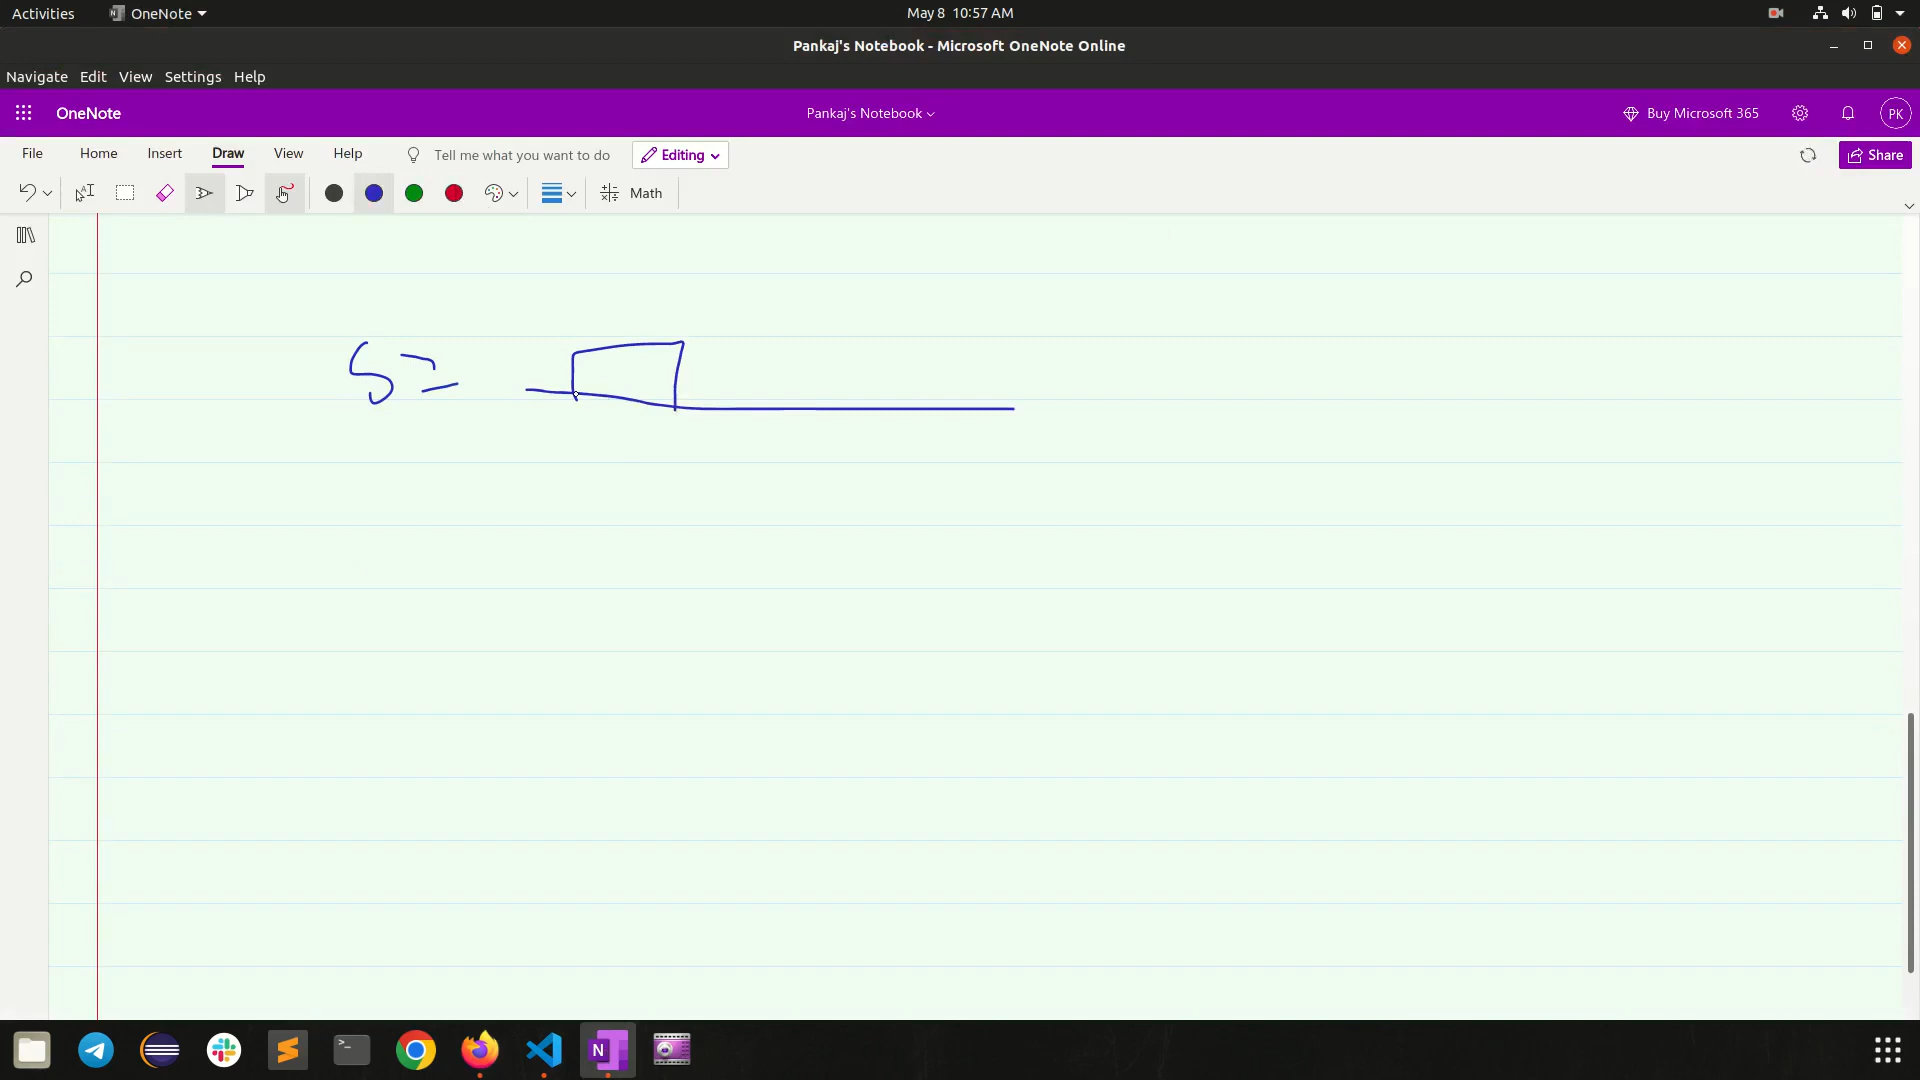 Activities OneNote May 8 10:57 AM
Pankaj's Notebook - Microsoft OneNote Online
Navigate Edit View Settings Help
OneNote Pankaj's Notebook Buy Microsoft 365 PK
File Home Insert Draw View Help Tell me what you want to do Editing Share
Math
S =